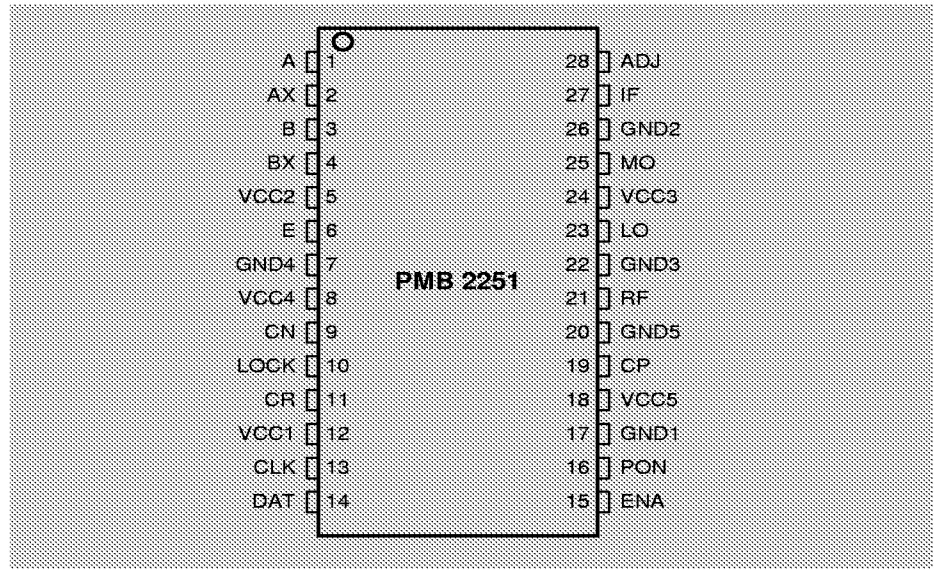 A 1 28 ADJ
AX 2 27 IF
B 3 26 GND2
BX 4 25 MO
VCC2 5 24 VCC3
E 6 23 LO
GND4 7 22 GND3
PMB 2251
VCC4 8 21 RF
CN 9 20 GND5
LOCK 10 19 CP
CR 11 18 VCC5
VCC1 12 17 GND1
CLK 13 16 PON
DAT 14 15 ENA